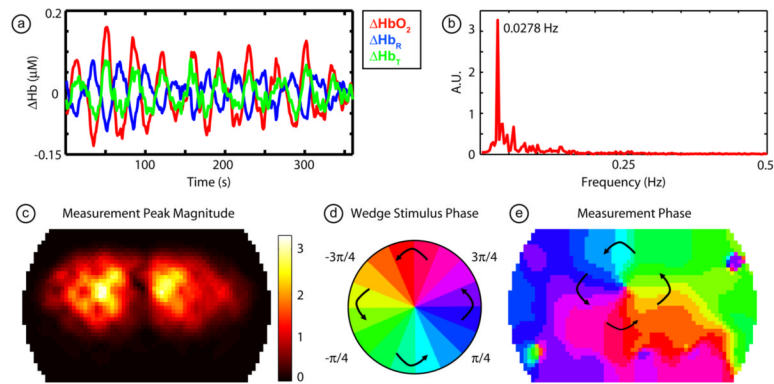 a
0.2
0
-0.15
ΔHb (μM)
100
200
300
Time (s)
ΔHbO₂
ΔHb_R
ΔHb_T
b
0.0278 Hz
3
2
1
0
A.U.
0.25
0.5
Frequency (Hz)
c Measurement Peak Magnitude
3
2
1
0
d Wedge Stimulus Phase
-3π/4
3π/4
-π/4
π/4
e Measurement Phase